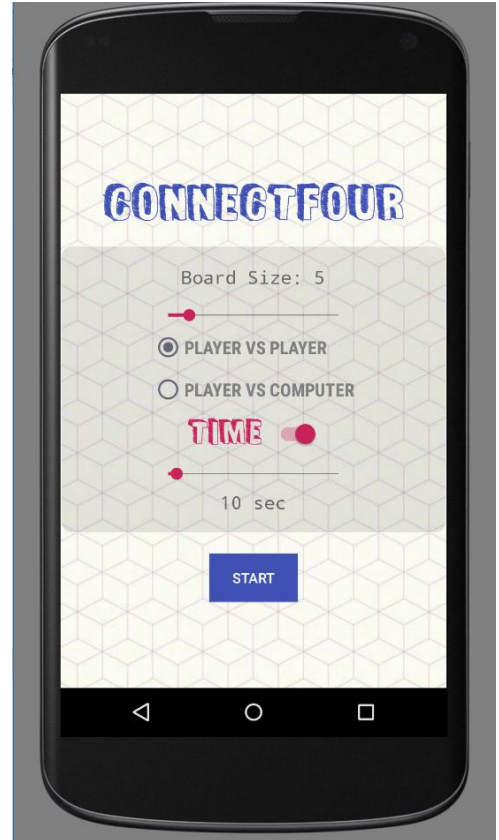 CONNECTFOUR
Board Size: 5
PLAYER VS PLAYER
PLAYER VS COMPUTER
TIME
10 sec
START